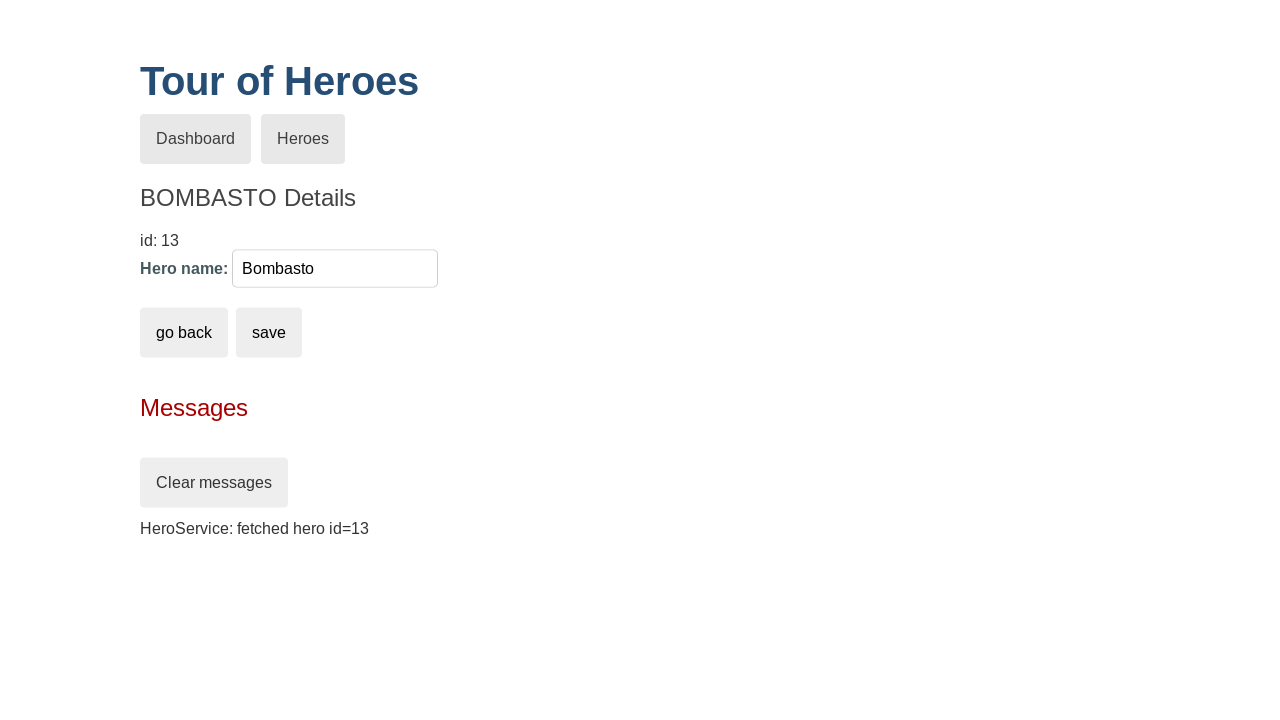 Tour of Heroes
Dashboard Heroes
BOMBASTO Details
id: 13
Hero name: Bombasto
go back save
Messages
Clear messages
HeroService: fetched hero id=13